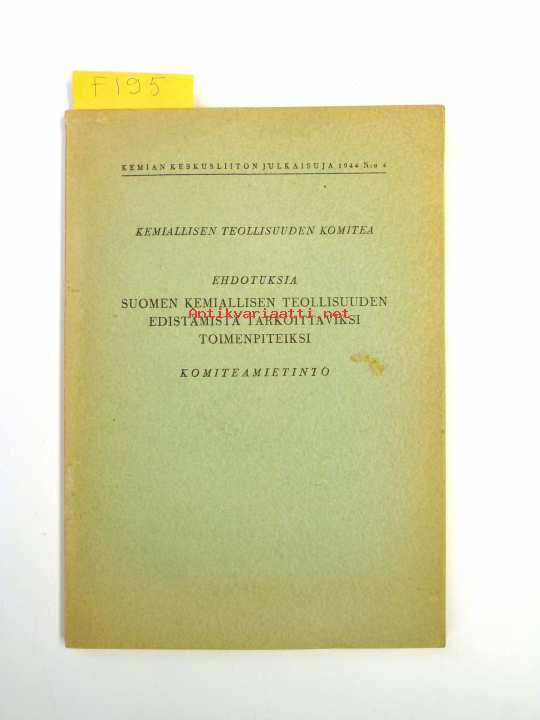 F195
KEMIAN KESKUSLIITON JULKAISUJA 1944 N:o 4
KEMIALLISEN TEOLLISUUDEN KOMITEA
EHDOTUKSIA
SUOMEN KEMIALLISEN TEOLLISUUDEN
Antikvariaatti.net
EDISTÄMISTÄ TARKOITTAVIKSI
TOIMENPITEIKSI
KOMITEAMIETINTÖ